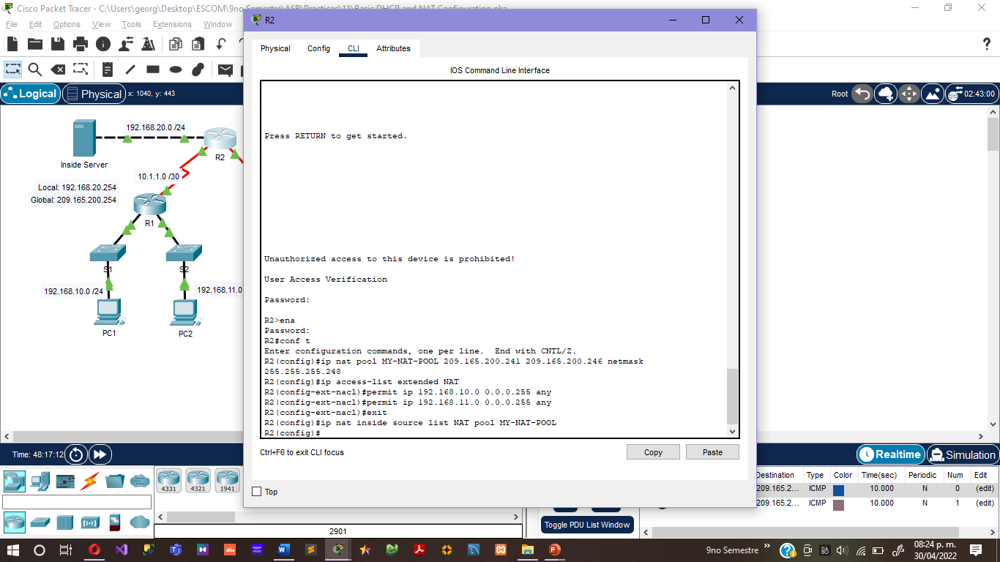 Cisco Packet Tracer - C:\Users\georg\Desktop\ESCOM\9no Semestre\ASR\Practicas\11\Basic DHCP and NAT Configuration.pka
File Edit Options View Tools Extensions Window
R2
Physical Config CLI Attributes
IOS Command Line Interface
Logical Physical x: 1040, y: 443
Root 02:43:00
192.168.20.0 /24
Inside Server
R2
10.1.1.0 /30
Local: 192.168.20.254
Global: 209.165.200.254
R1
S1
S2
192.168.10.0 /24
192.168.11.0
PC1
PC2
Press RETURN to get started.
Unauthorized access to this device is prohibited!
User Access Verification
Password:
R2>ena
Password:
R2#conf t
Enter configuration commands, one per line.  End with CNTL/Z.
R2(config)#ip nat pool MY-NAT-POOL 209.165.200.241 209.165.200.246 netmask
255.255.255.248
R2(config)#ip access-list extended NAT
R2(config-ext-nacl)#permit ip 192.168.10.0 0.0.0.255 any
R2(config-ext-nacl)#permit ip 192.168.11.0 0.0.0.255 any
R2(config-ext-nacl)#exit
R2(config)#ip nat inside source list NAT pool MY-NAT-POOL
R2(config)#
Ctrl+F6 to exit CLI focus
Copy Paste
Top
Time: 48:17:12
Realtime Simulation
4331 4321 1941
2901
Destination Type Color Time(sec) Periodic Num Edit
209.165.2... ICMP 10.000 N 0 (edit)
209.165.2... ICMP 10.000 N 1 (edit)
Toggle PDU List Window
9no Semestre
08:24 p. m.
30/04/2022